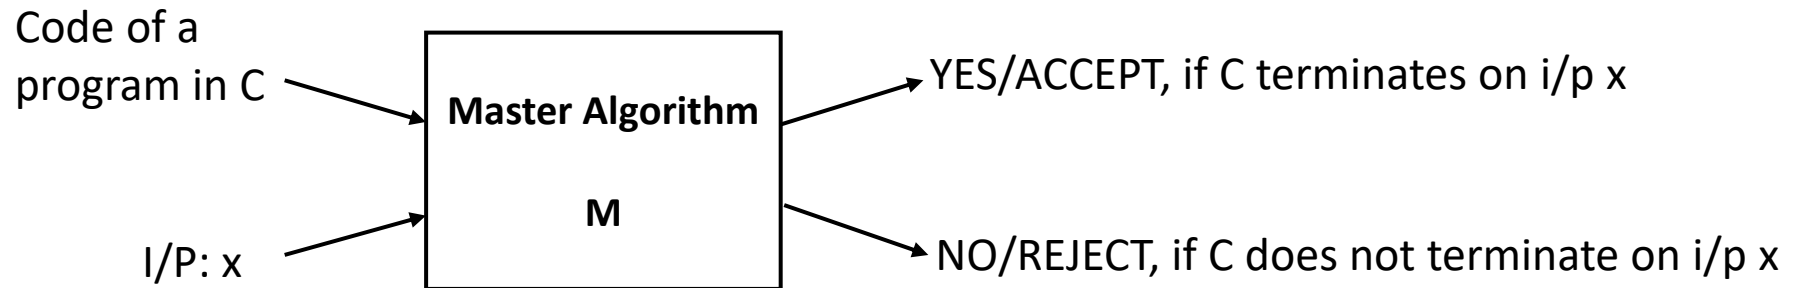 Code of a
program in C
I/P: x
Master Algorithm
M
YES/ACCEPT, if C terminates on i/p x
NO/REJECT, if C does not terminate on i/p x